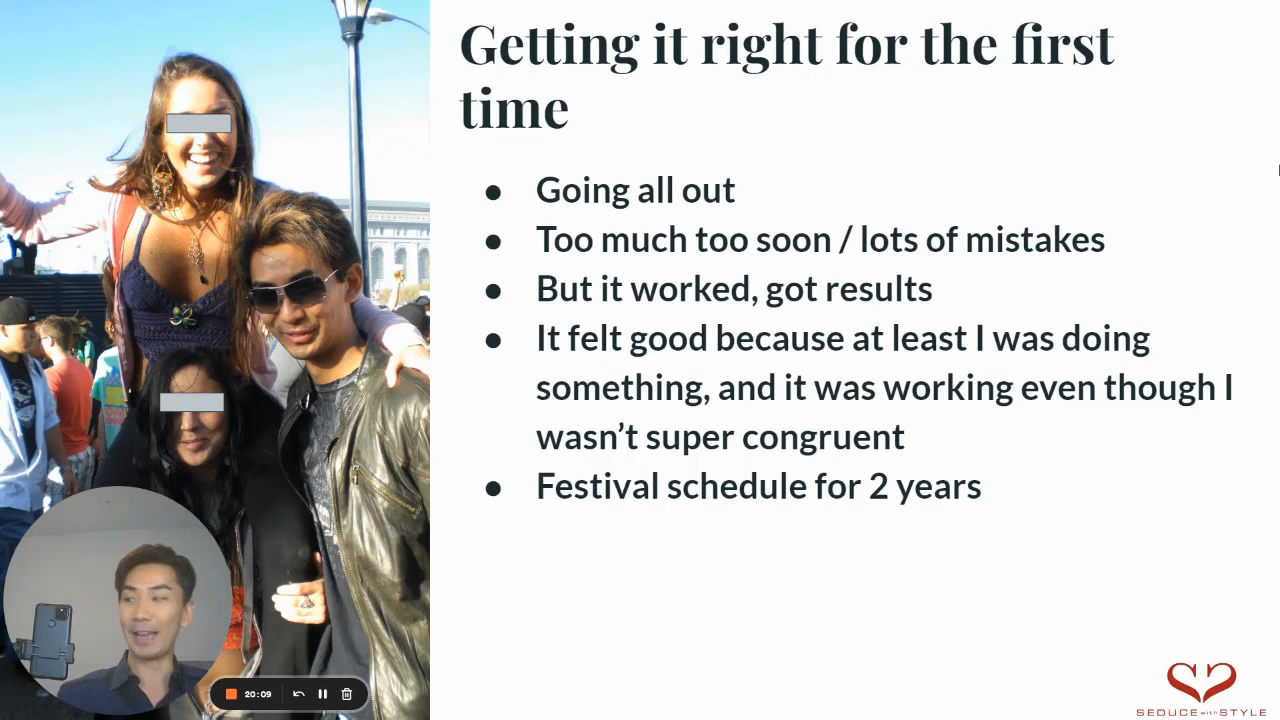 Getting it right for the first
time
● Going all out
● Too much too soon / lots of mistakes
● But it worked, got results
● It felt good because at least I was doing
something, and it was working even though I
wasn’t super congruent
● Festival schedule for 2 years
20:09
SEDUCE with STYLE